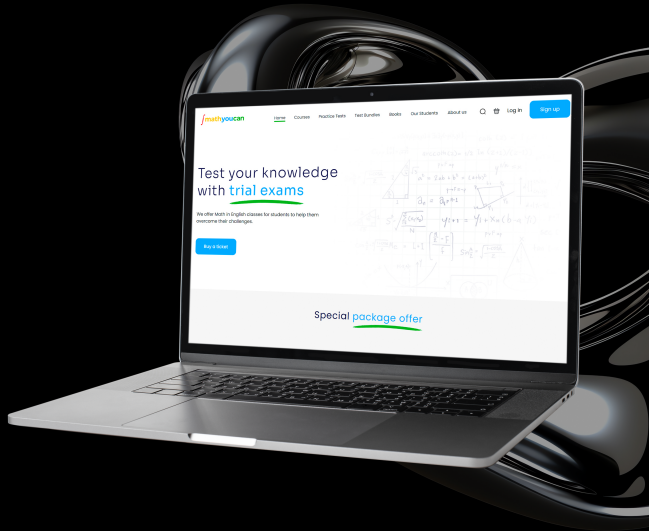 mathyoucan
Home Courses Practice Tests Test Bundles Books Our Students About us Log in Sign up
Test your knowledge
with trial exams
We offer Math in English classes for students to help them
overcome their challenges.
Buy a ticket
Special package offer